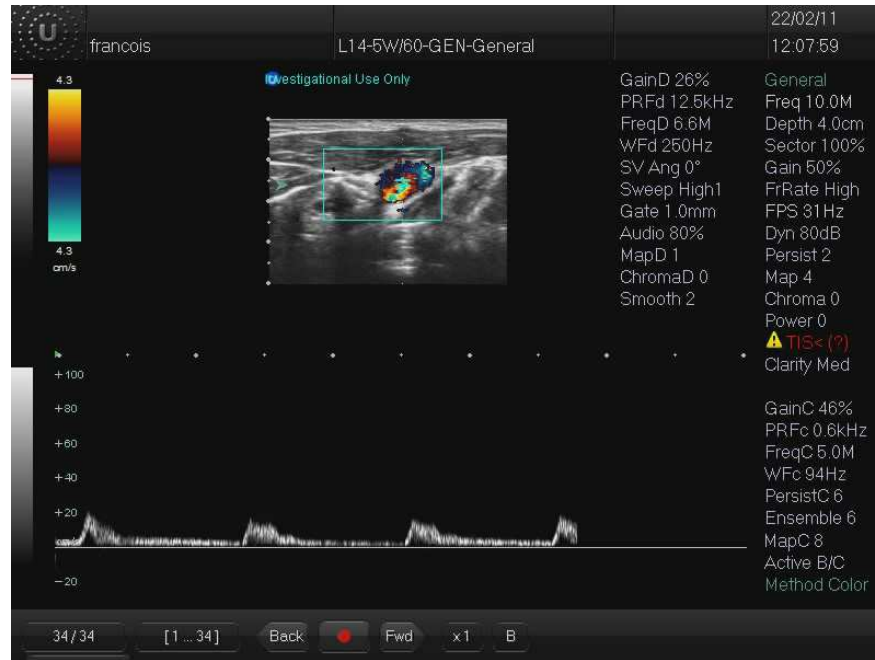 22/02/11
U
francois
L14-5W/60-GEN-General
12:07:59
4.3
4.3
cm/s
Investigational Use Only
GainD 26%
PRFd 12.5kHz
FreqD 6.6M
WFd 250Hz
SV Ang 0°
Sweep High1
Gate 1.0mm
Audio 80%
MapD 1
ChromaD 0
Smooth 2
General
Freq 10.0M
Depth 4.0cm
Sector 100%
Gain 50%
FrRate High
FPS 31Hz
Dyn 80dB
Persist 2
Map 4
Chroma 0
Power 0
TIS< (?)
Clarity Med
GainC 46%
PRFc 0.6kHz
FreqC 5.0M
WFc 94Hz
PersistC 6
Ensemble 6
MapC 8
Active B/C
Method Color
+100
+80
+60
+40
+20
cm/s
-20
34/34
[1 ... 34]
Back
Fwd
x1
B